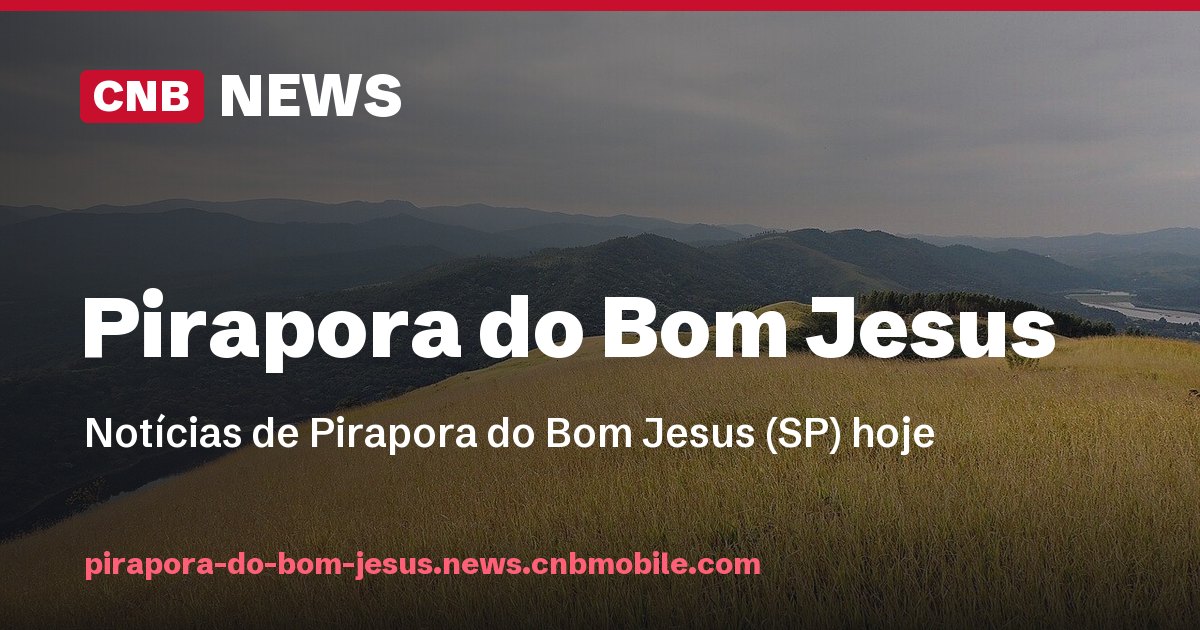 CNB NEWS
Pirapora do Bom Jesus
Notícias de Pirapora do Bom Jesus (SP) hoje
pirapora-do-bom-jesus.news.cnbmobile.com